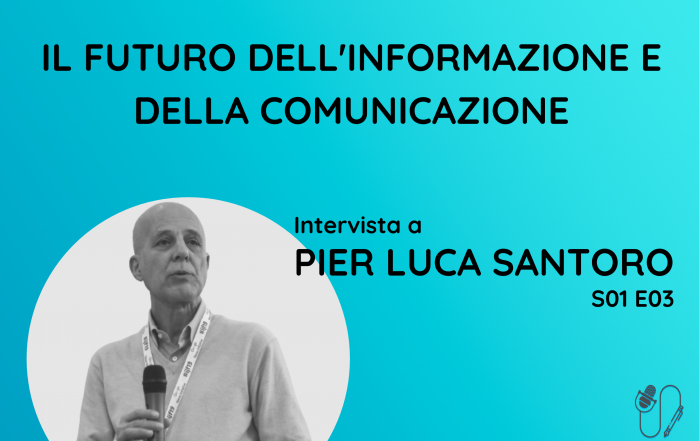 IL FUTURO DELL'INFORMAZIONE E
DELLA COMUNICAZIONE
Intervista a
PIER LUCA SANTORO
S01 E03